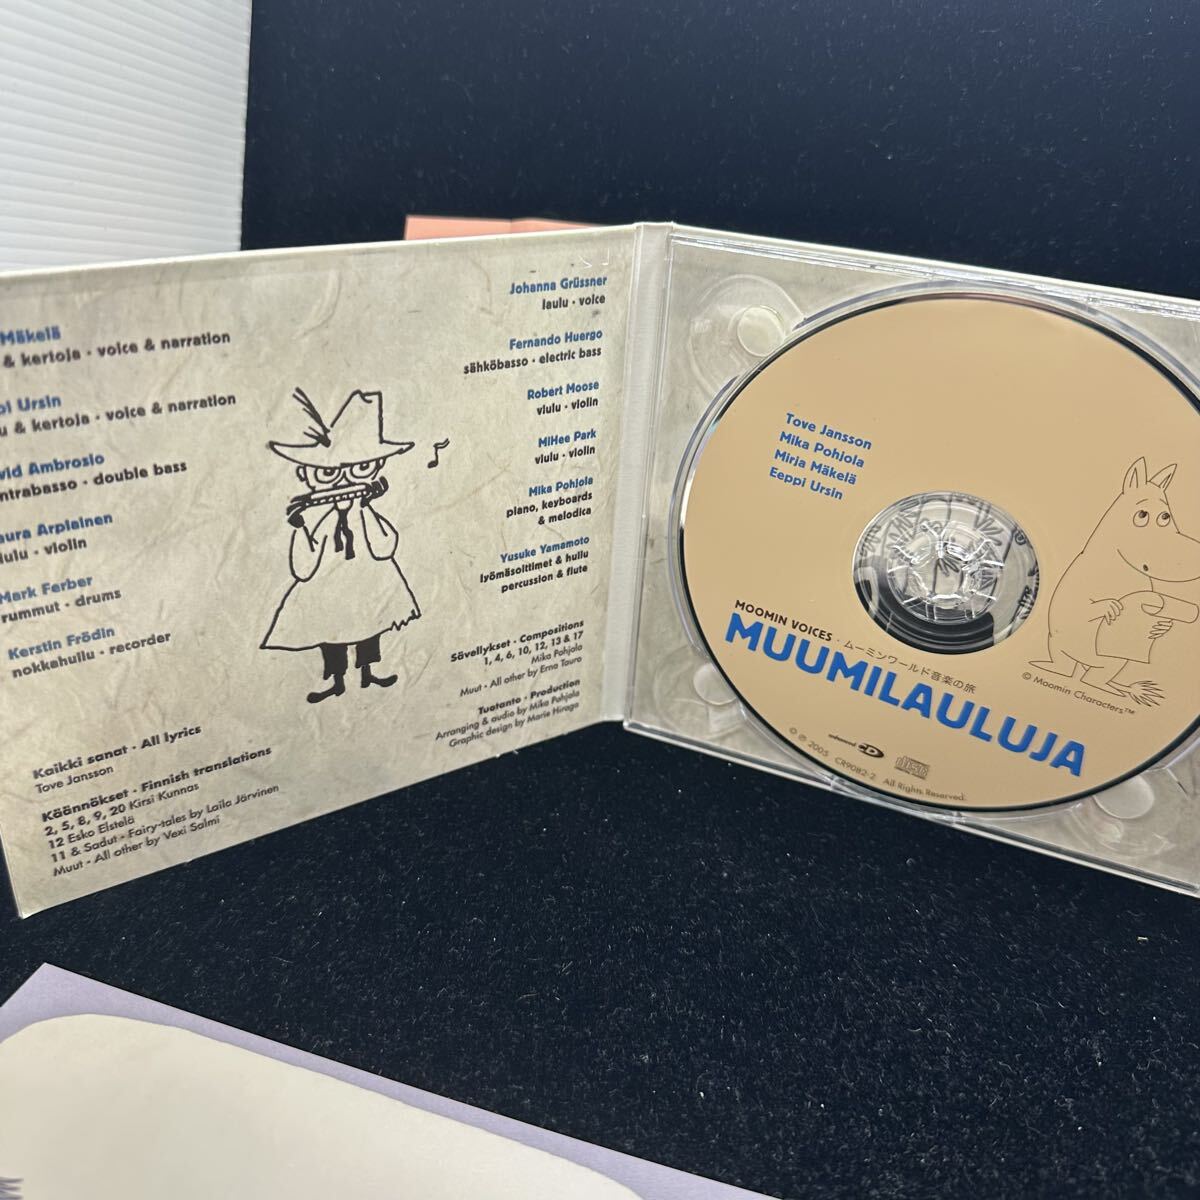 Mäkelä
& kertoja • voice & narration
Ursin
& kertoja • voice & narration
Ambrosio
double bass
Arpiainen
violin
Mark Ferber
rummut • drums
Kerstin Frödin
nokkahuilu • recorder
Kaikki sanat • All lyrics
Tove Jansson
Käännökset • Finnish translations
2, 5, 8, 9, 20 Kirsi Kunnas
12 Esko Elstelä
11 & Sadut • Fairy-tales by Laila Järvinen
Muut • All other by Vexi Salmi
Johanna Grüssner
laulu • voice
Fernando Huergo
sähköbasso • electric bass
Robert Moose
viulu • violin
MiHee Park
viulu • violin
Mika Pohjola
piano, keyboards
& melodica
Yusuke Yamamoto
lyömäsoittimet & huilu
percussion & flute
Sävellykset • Compositions
1, 4, 6, 10, 12, 13 & 17
Mika Pohjola
Muut • All other by Erna Tauro
Tuotanto • Production
Arranging & audio by Mika Pohjola
Graphic design by Marie Hirago
Tove Jansson
Mika Pohjola
Mirja Mäkelä
Eeppi Ursin
© Moomin Characters™
MOOMIN VOICES • ムーミンワールド音楽の旅
MUUMILAULUJA
enhanced CD
© ℗ 2005 CR9082-2 All Rights Reserved.